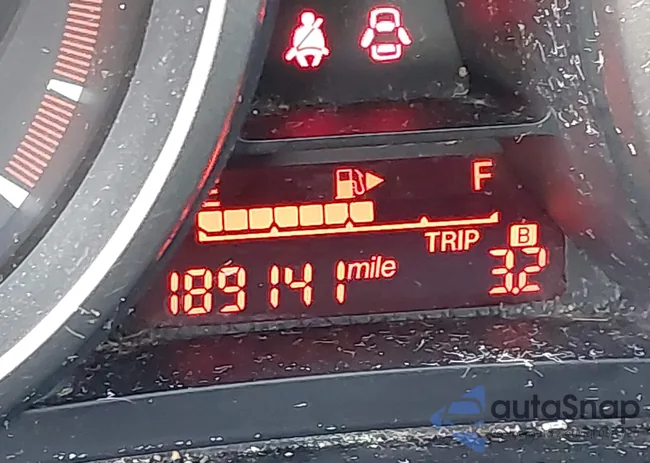 E F
TRIP B
189141 mile 3.2
autoSnap